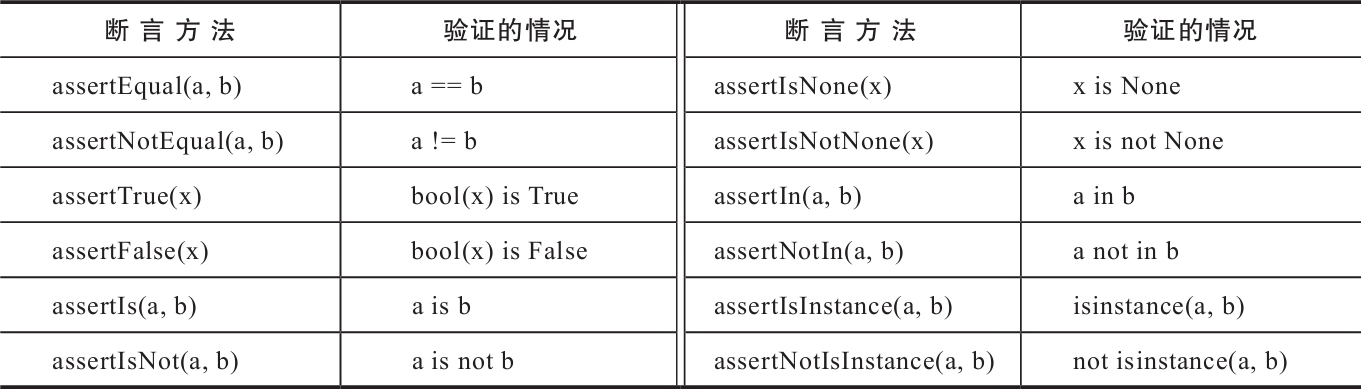 断言方法 验证的情况 断言方法 验证的情况
assertEqual(a, b) a == b assertIsNone(x) x is None
assertNotEqual(a, b) a != b assertIsNotNone(x) x is not None
assertTrue(x) bool(x) is True assertIn(a, b) a in b
assertFalse(x) bool(x) is False assertNotIn(a, b) a not in b
assertIs(a, b) a is b assertIsInstance(a, b) isinstance(a, b)
assertIsNot(a, b) a is not b assertNotIsInstance(a, b) not isinstance(a, b)